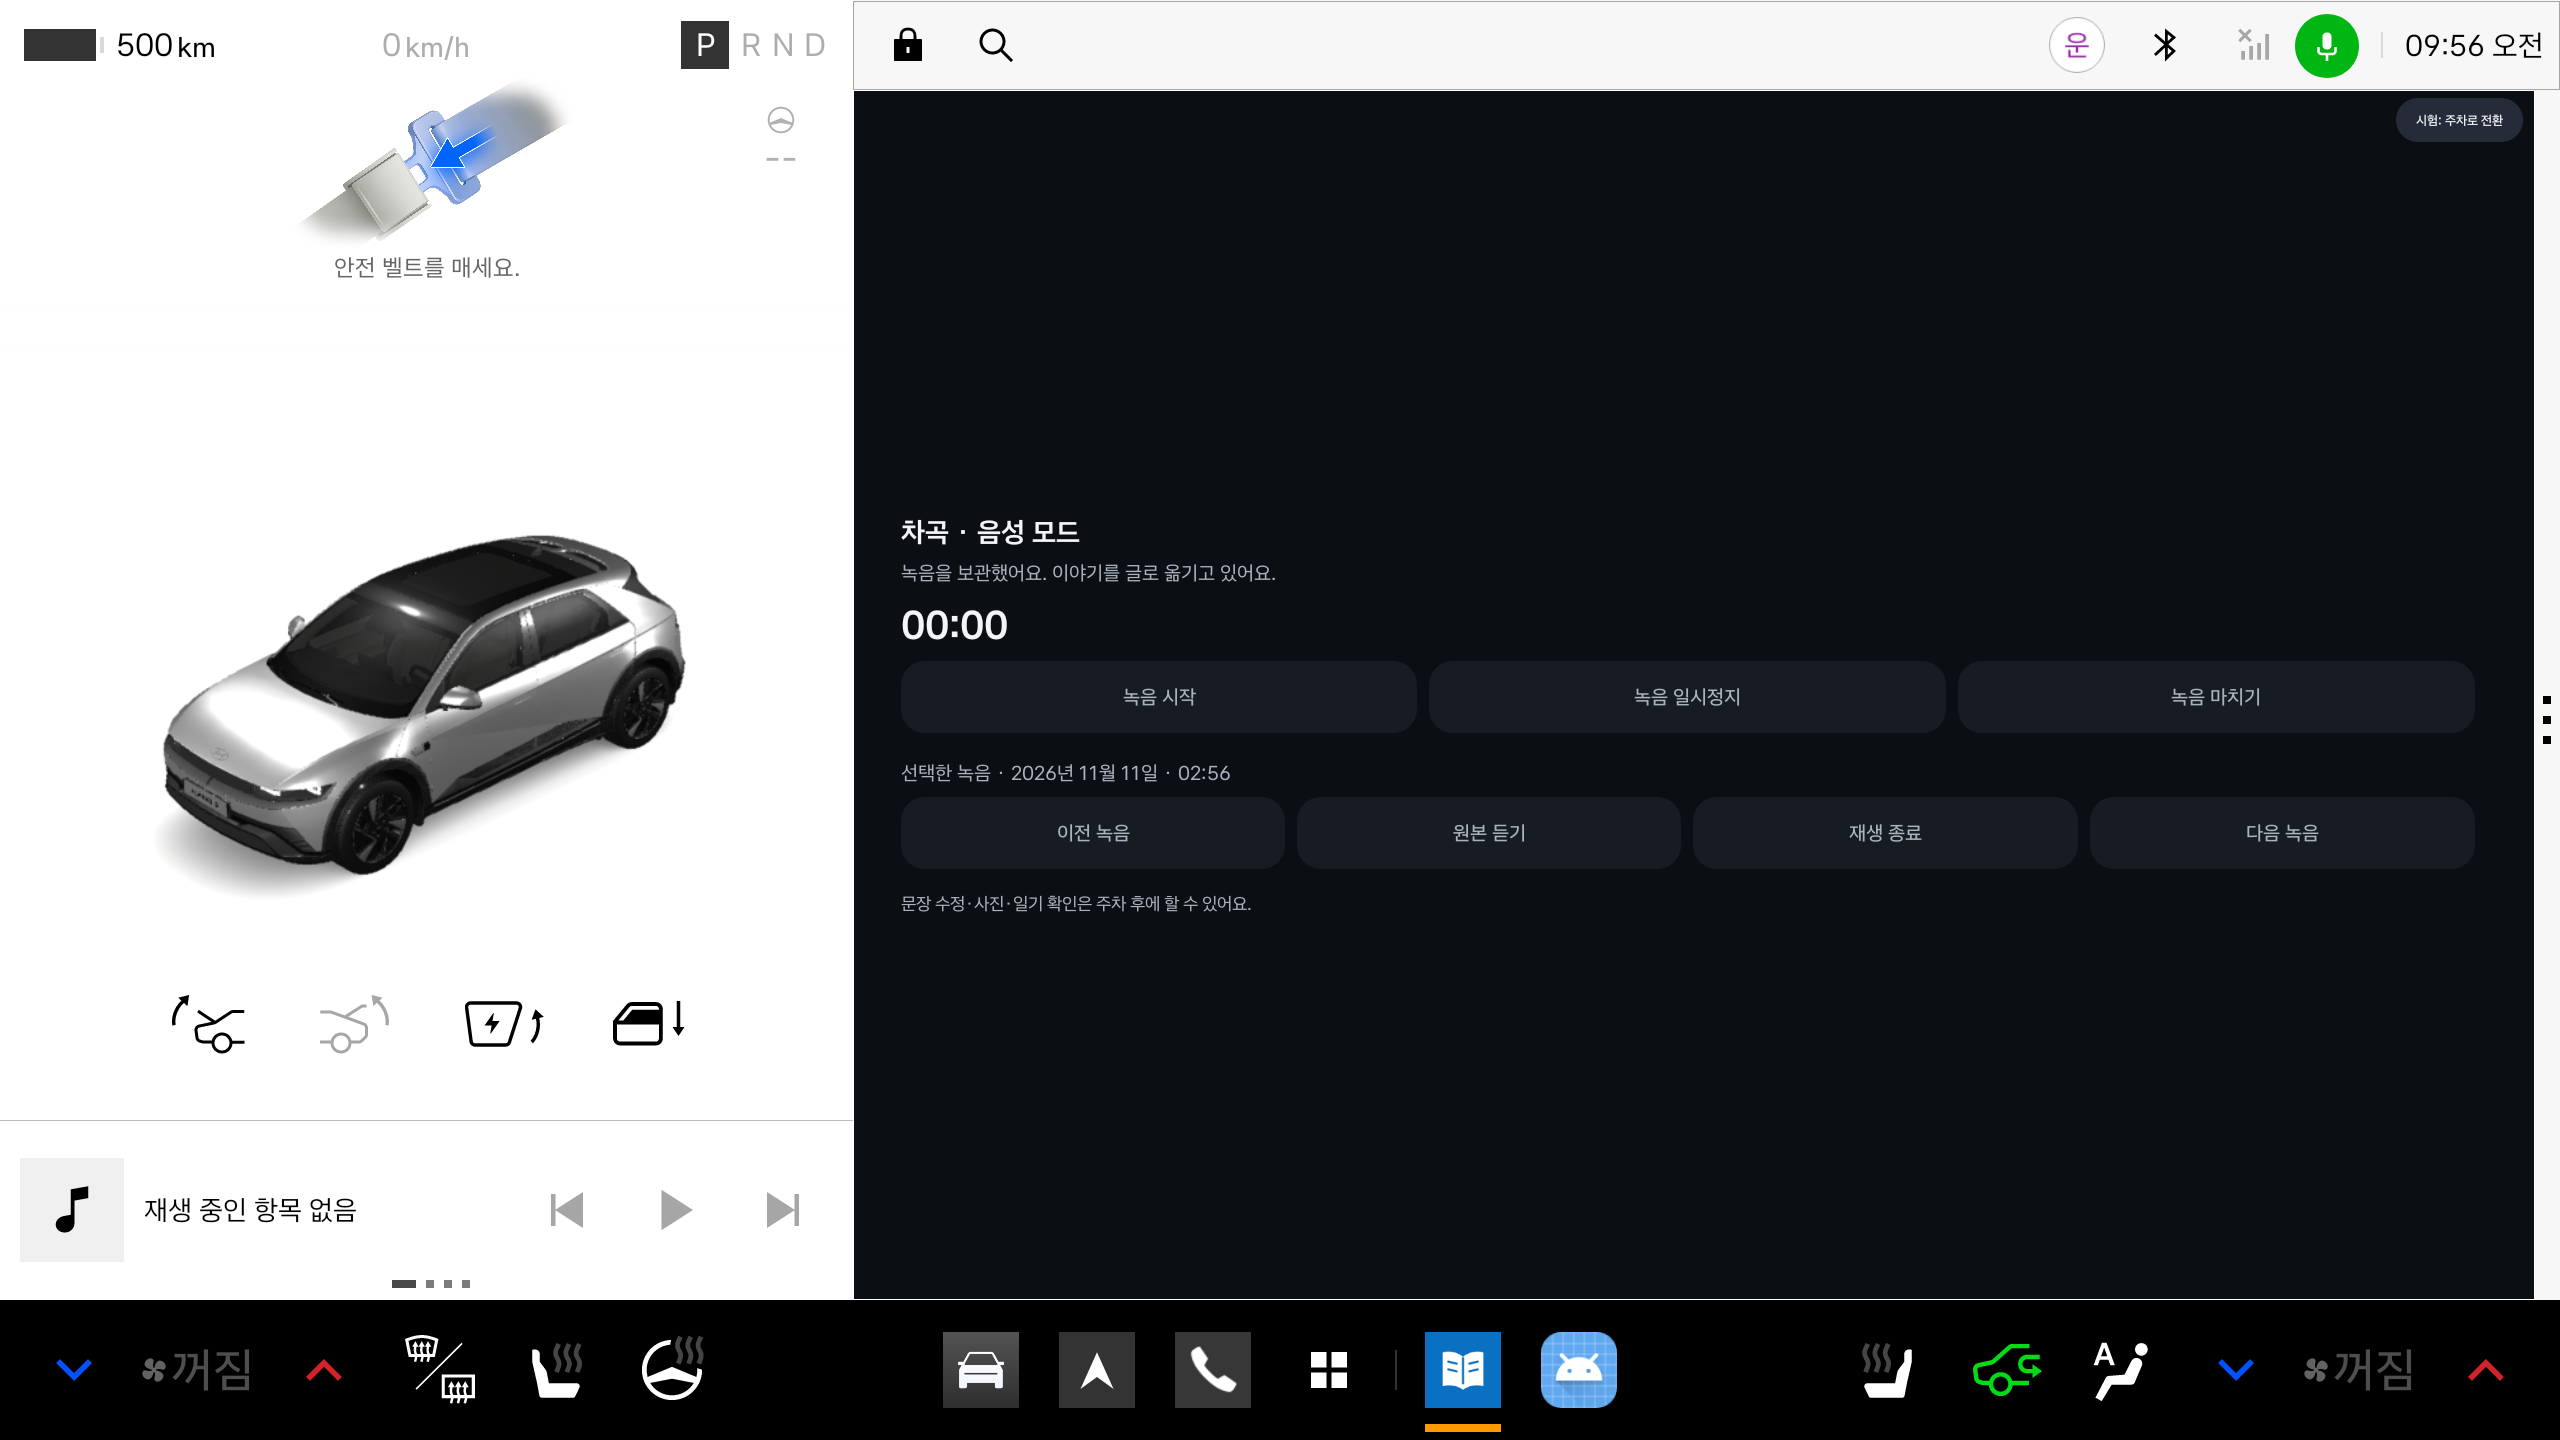 500 km
0 km/h
P R N D
안전 벨트를 매세요.
재생 중인 항목 없음
운
09:56 오전
시험: 주차로 전환
차곡 · 음성 모드
녹음을 보관했어요. 이야기를 글로 옮기고 있어요.
00:00
녹음 시작
녹음 일시정지
녹음 마치기
선택한 녹음 · 2026년 11월 11일 · 02:56
이전 녹음
원본 듣기
재생 종료
다음 녹음
문장 수정·사진·일기 확인은 주차 후에 할 수 있어요.
꺼짐
A
꺼짐